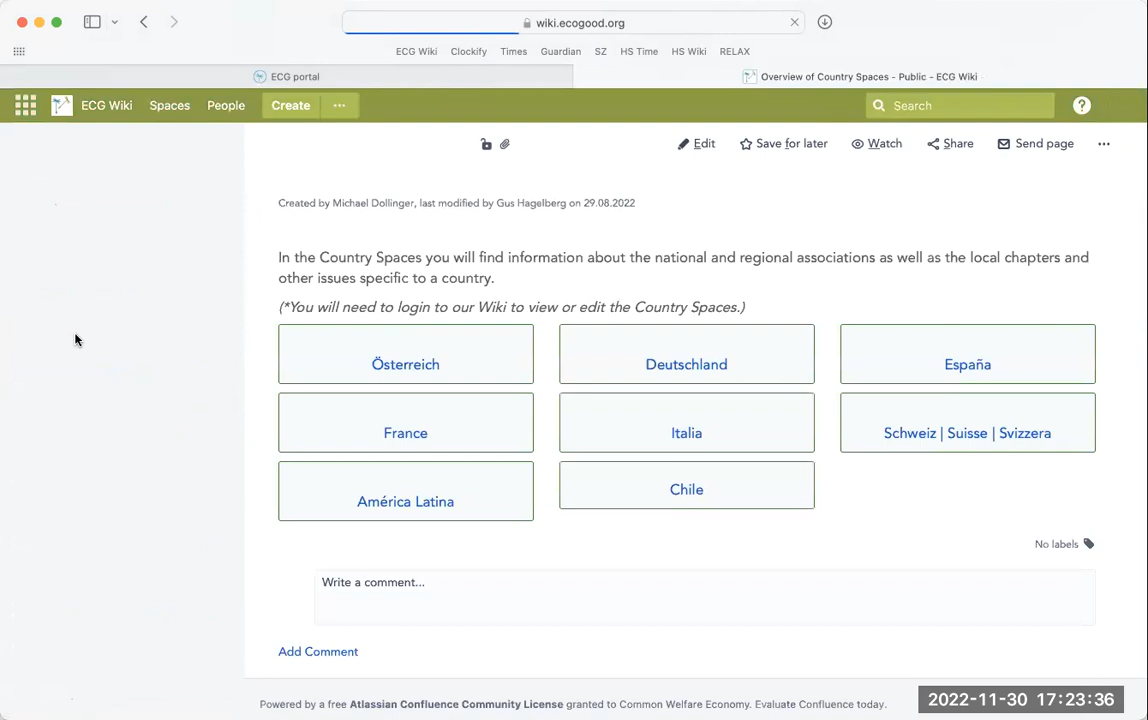 wiki.ecogood.org
ECG Wiki Clockify Times Guardian SZ HS Time HS Wiki RELAX
ECG portal Overview of Country Spaces - Public - ECG Wiki
ECG Wiki Spaces People Create ••• Search ?
Edit Save for later Watch Share Send page •••
Created by Michael Dollinger, last modified by Gus Hagelberg on 29.08.2022
In the Country Spaces you will find information about the national and regional associations as well as the local chapters and
other issues specific to a country.
(*You will need to login to our Wiki to view or edit the Country Spaces.)
Österreich Deutschland España
France Italia Schweiz | Suisse | Svizzera
América Latina Chile
No labels
Write a comment...
Add Comment
Powered by a free Atlassian Confluence Community License granted to Common Welfare Economy. Evaluate Confluence today.
2022-11-30 17:23:36